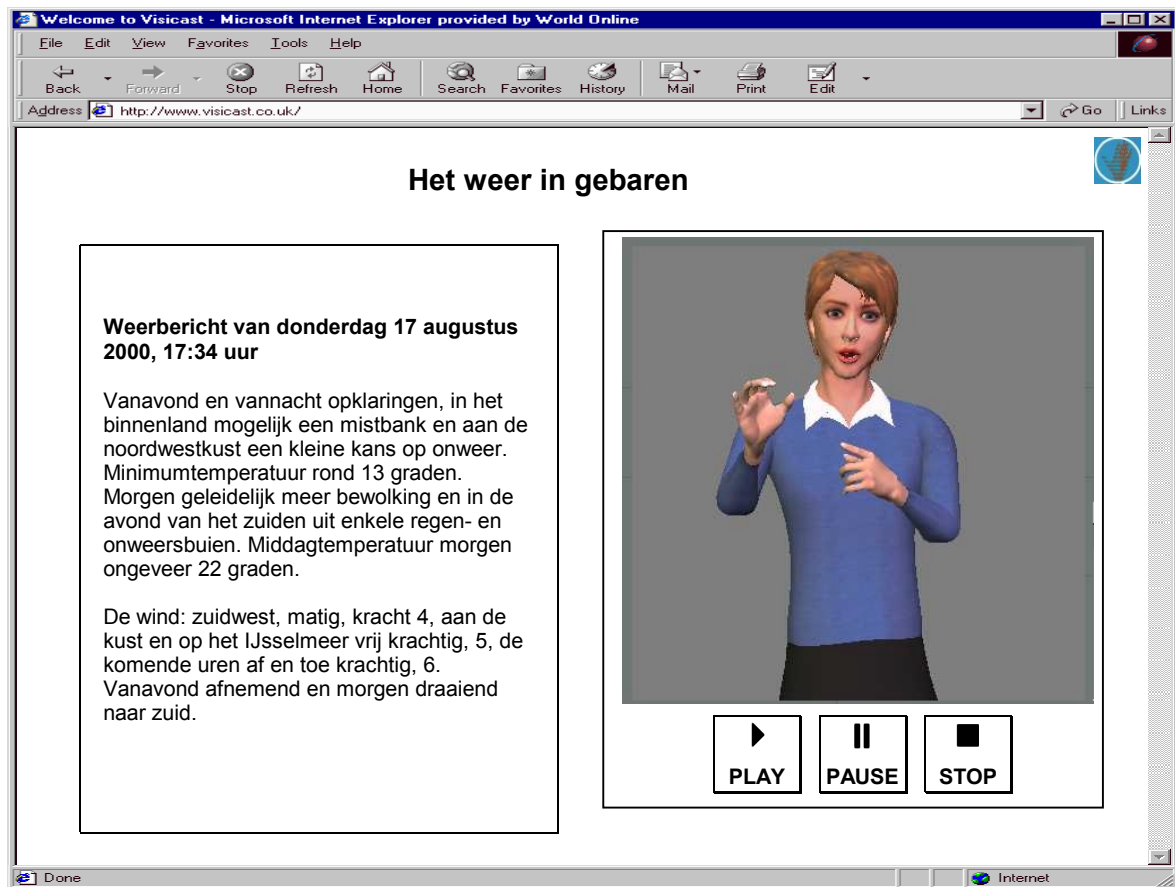 Welcome to Visicast - Microsoft Internet Explorer provided by World Online
File Edit View Favorites Tools Help
Back Forward Stop Refresh Home Search Favorites History Mail Print Edit
Address http://www.visicast.co.uk/ Go Links
Het weer in gebaren
Weerbericht van donderdag 17 augustus
2000, 17:34 uur
Vanavond en vannacht opklaringen, in het
binnenland mogelijk een mistbank en aan de
noordwestkust een kleine kans op onweer.
Minimumtemperatuur rond 13 graden.
Morgen geleidelijk meer bewolking en in de
avond van het zuiden uit enkele regen- en
onweersbuien. Middagtemperatuur morgen
ongeveer 22 graden.
De wind: zuidwest, matig, kracht 4, aan de
kust en op het IJsselmeer vrij krachtig, 5, de
komende uren af en toe krachtig, 6.
Vanavond afnemend en morgen draaiend
naar zuid.
PLAY PAUSE STOP
Done Internet